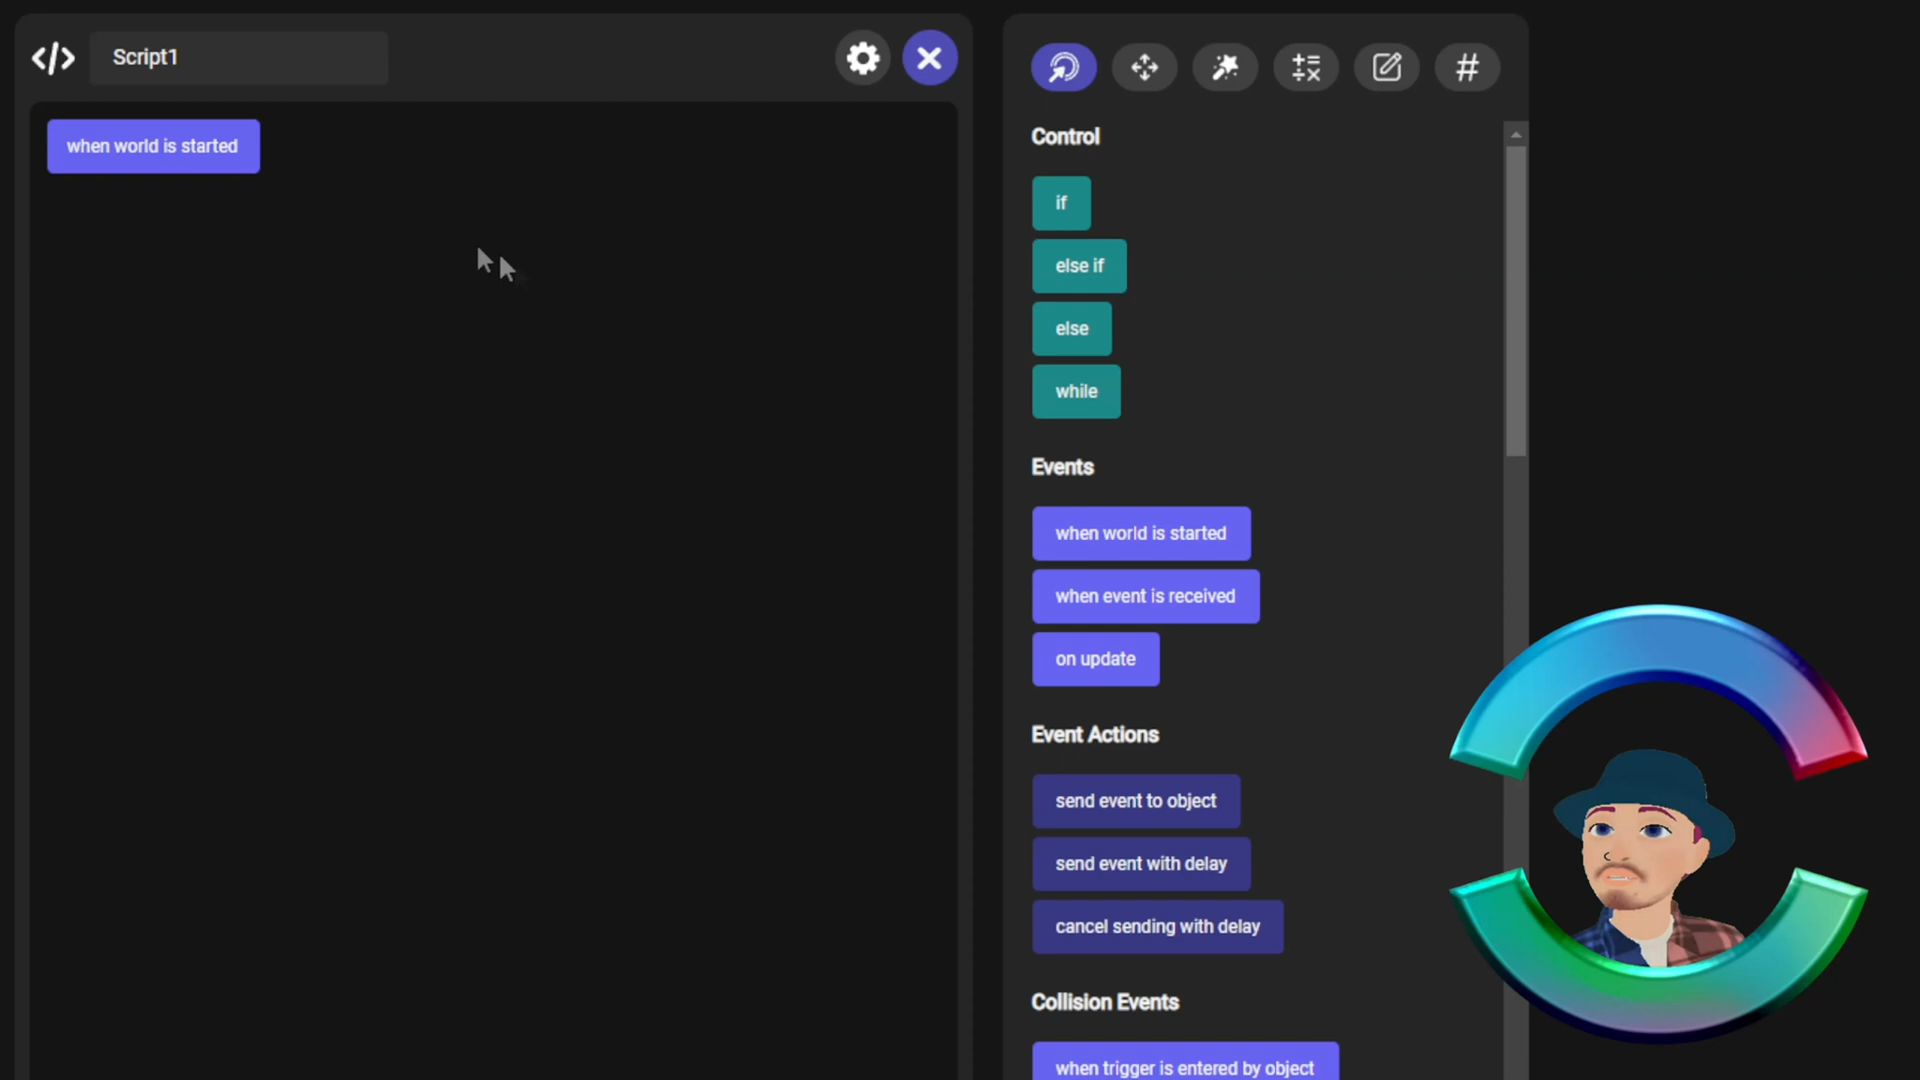 Script1
when world is started
Control
if
else if
else
while
Events
when world is started
when event is received
on update
Event Actions
send event to object
send event with delay
cancel sending with delay
Collision Events
when trigger is entered by object